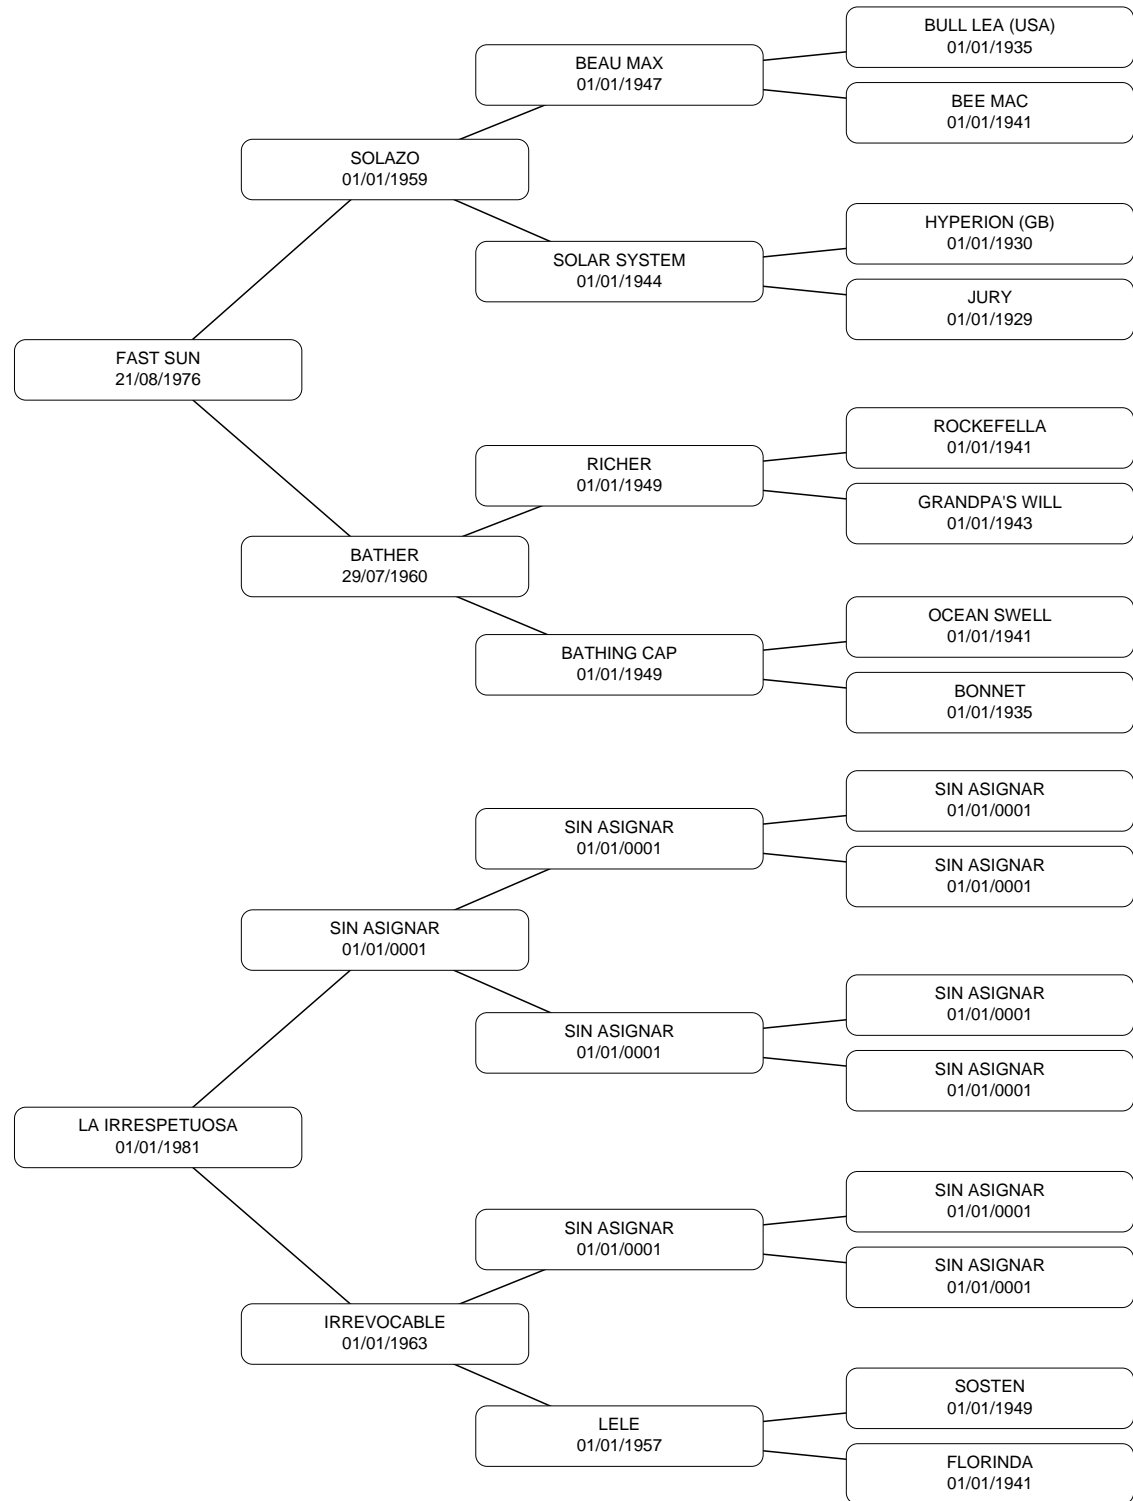 BULL LEA (USA)
01/01/1935
BEAU MAX
01/01/1947
BEE MAC
01/01/1941
SOLAZO
01/01/1959
HYPERION (GB)
01/01/1930
SOLAR SYSTEM
01/01/1944
JURY
01/01/1929
FAST SUN
21/08/1976
ROCKEFELLA
01/01/1941
RICHER
01/01/1949
GRANDPA'S WILL
01/01/1943
BATHER
29/07/1960
OCEAN SWELL
01/01/1941
BATHING CAP
01/01/1949
BONNET
01/01/1935
SIN ASIGNAR
01/01/0001
SIN ASIGNAR
01/01/0001
SIN ASIGNAR
01/01/0001
SIN ASIGNAR
01/01/0001
SIN ASIGNAR
01/01/0001
SIN ASIGNAR
01/01/0001
SIN ASIGNAR
01/01/0001
LA IRRESPETUOSA
01/01/1981
SIN ASIGNAR
01/01/0001
SIN ASIGNAR
01/01/0001
SIN ASIGNAR
01/01/0001
IRREVOCABLE
01/01/1963
SOSTEN
01/01/1949
LELE
01/01/1957
FLORINDA
01/01/1941